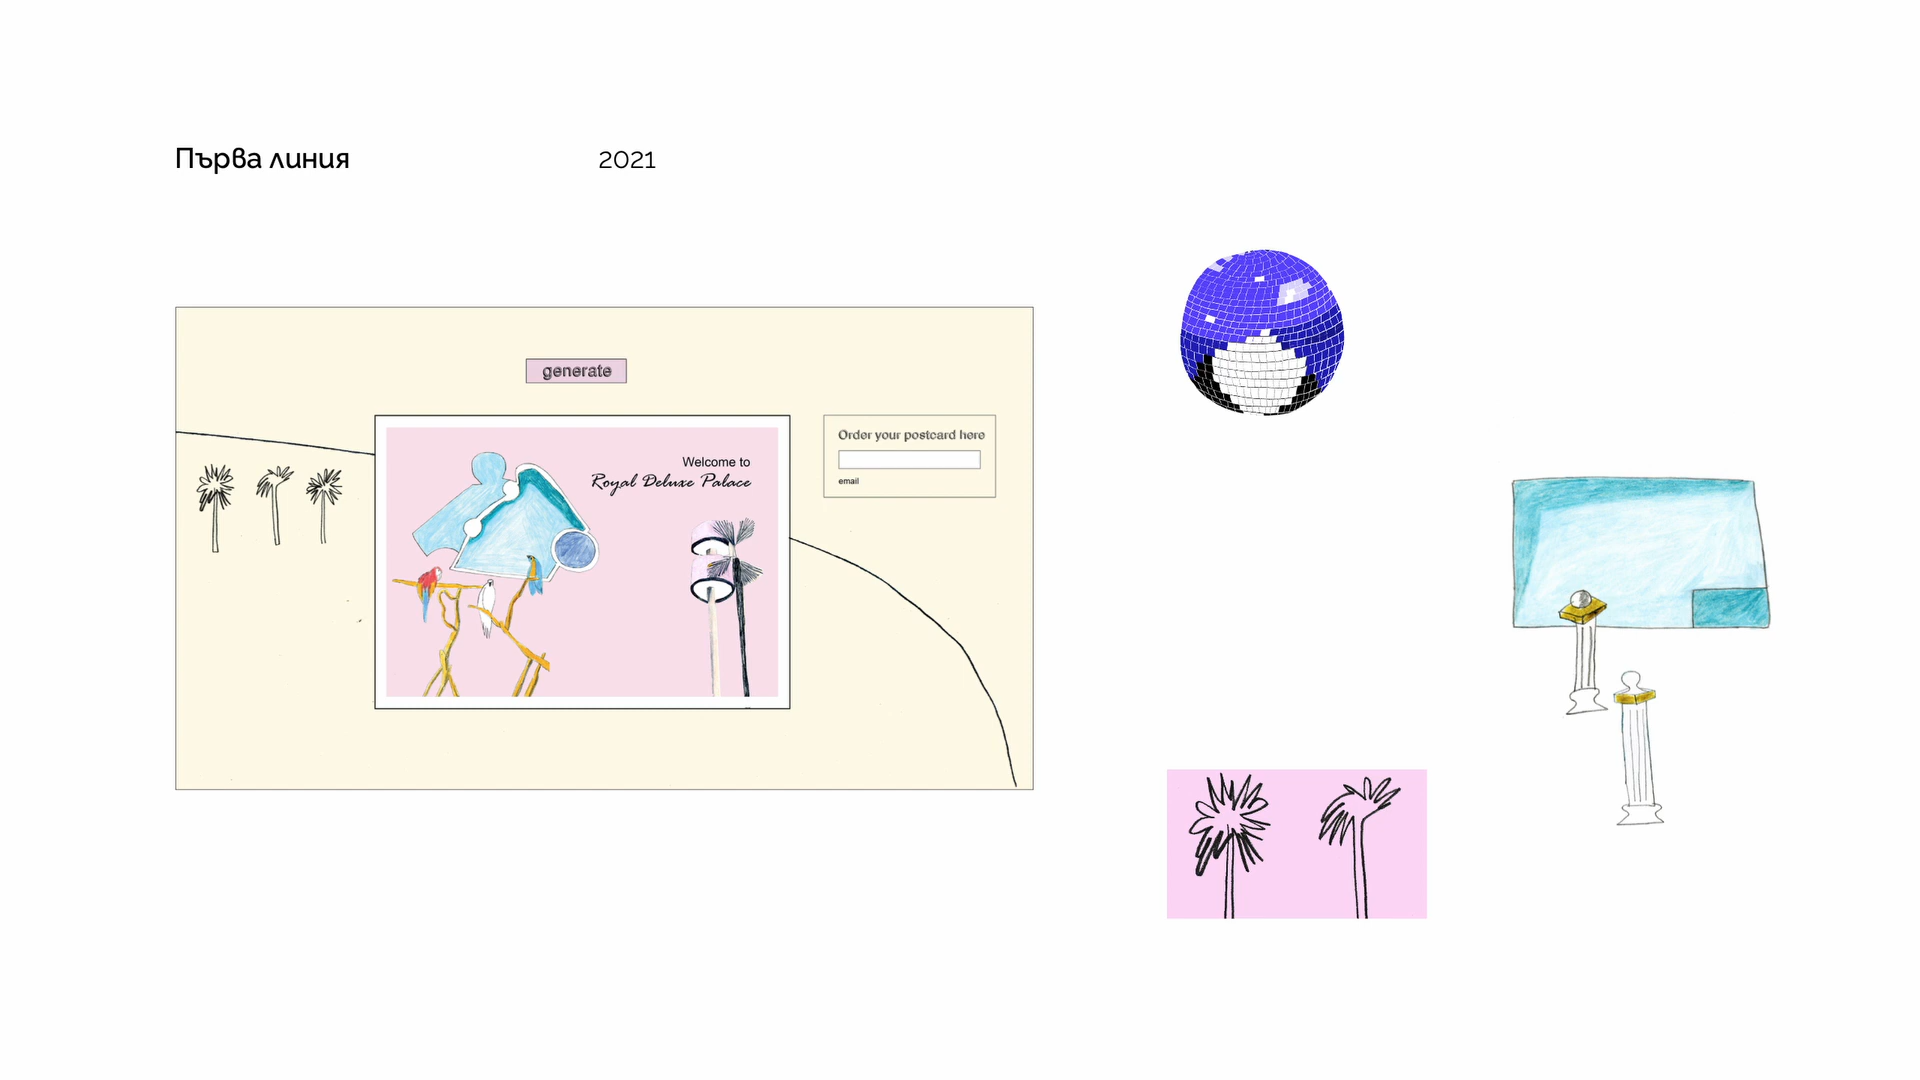 Първа линия
2021
generate
Welcome to
Royal Deluxe Palace
Order your postcard here
email